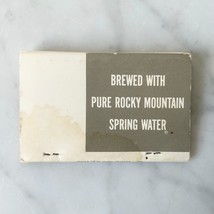 BREWED WITH
PURE ROCKY MOUNTAIN
SPRING WATER